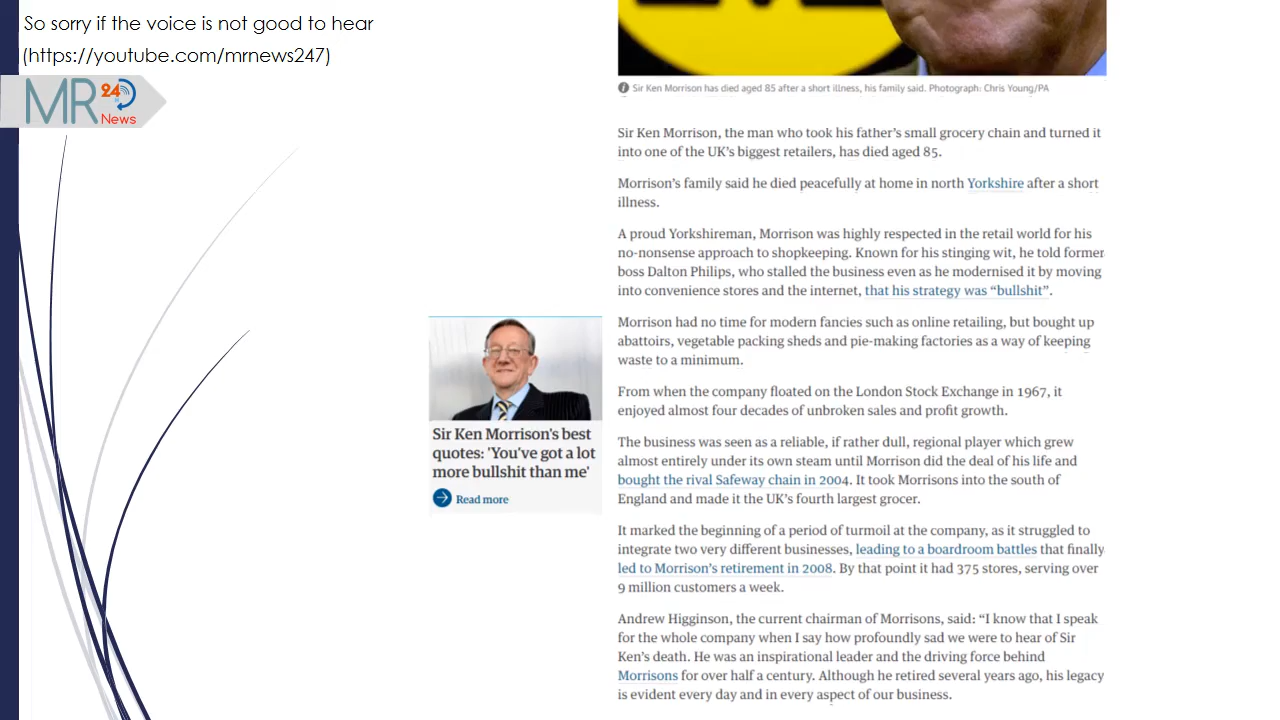 So sorry if the voice is not good to hear
(https://youtube.com/mrnews247)
MR
24
News
Sir Ken Morrison has died aged 85 after a short illness, his family said. Photograph: Chris Young/PA
Sir Ken Morrison, the man who took his father’s small grocery chain and turned it
into one of the UK’s biggest retailers, has died aged 85.
Morrison’s family said he died peacefully at home in north Yorkshire after a short
illness.
A proud Yorkshireman, Morrison was highly respected in the retail world for his
no-nonsense approach to shopkeeping. Known for his stinging wit, he told former
boss Dalton Philips, who stalled the business even as he modernised it by moving
into convenience stores and the internet, that his strategy was “bullshit”.
Morrison had no time for modern fancies such as online retailing, but bought up
abattoirs, vegetable packing sheds and pie-making factories as a way of keeping
waste to a minimum.
From when the company floated on the London Stock Exchange in 1967, it
enjoyed almost four decades of unbroken sales and profit growth.
The business was seen as a reliable, if rather dull, regional player which grew
almost entirely under its own steam until Morrison did the deal of his life and
bought the rival Safeway chain in 2004. It took Morrisons into the south of
England and made it the UK’s fourth largest grocer.
It marked the beginning of a period of turmoil at the company, as it struggled to
integrate two very different businesses, leading to a boardroom battles that finally
led to Morrison’s retirement in 2008. By that point it had 375 stores, serving over
9 million customers a week.
Andrew Higginson, the current chairman of Morrisons, said: “I know that I speak
for the whole company when I say how profoundly sad we were to hear of Sir
Ken’s death. He was an inspirational leader and the driving force behind
Morrisons for over half a century. Although he retired several years ago, his legacy
is evident every day and in every aspect of our business.
Sir Ken Morrison's best
quotes: 'You've got a lot
more bullshit than me'
Read more